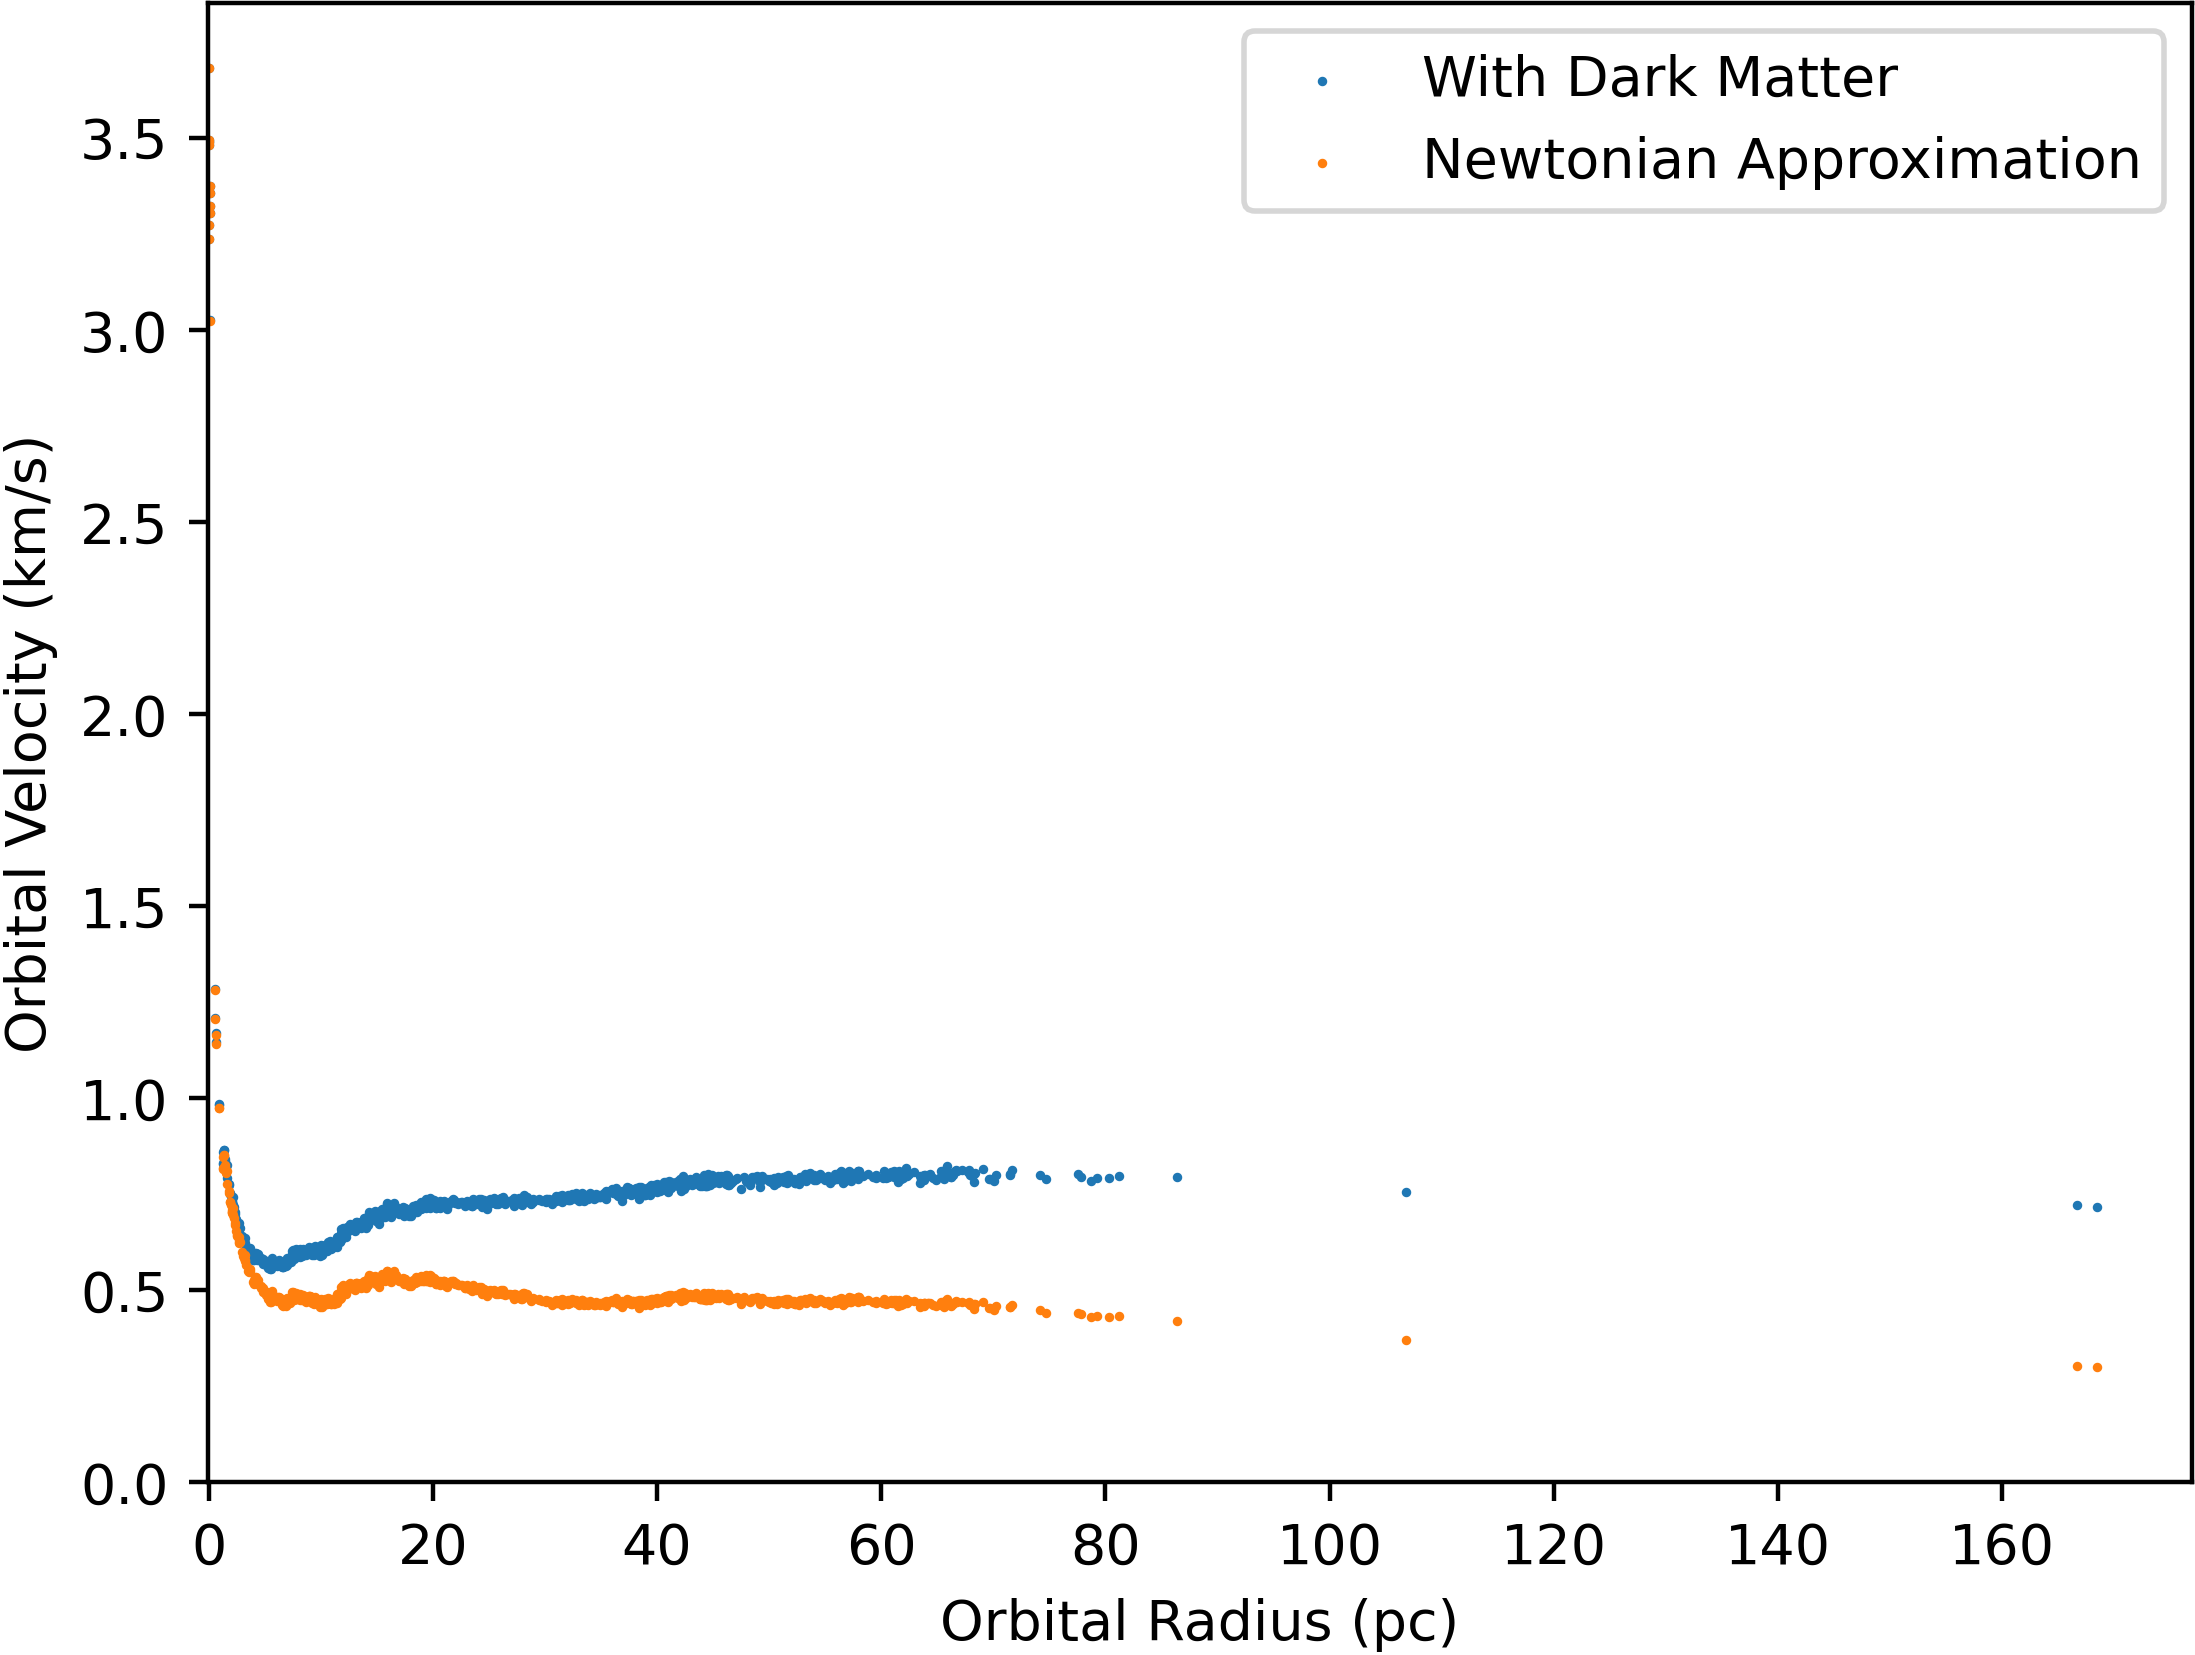 With Dark Matter
Newtonian Approximation
Orbital Velocity (km/s)
3.5
3.0
2.5
2.0
1.5
1.0
0.5
0.0
0 20 40 60 80 100 120 140 160
Orbital Radius (pc)